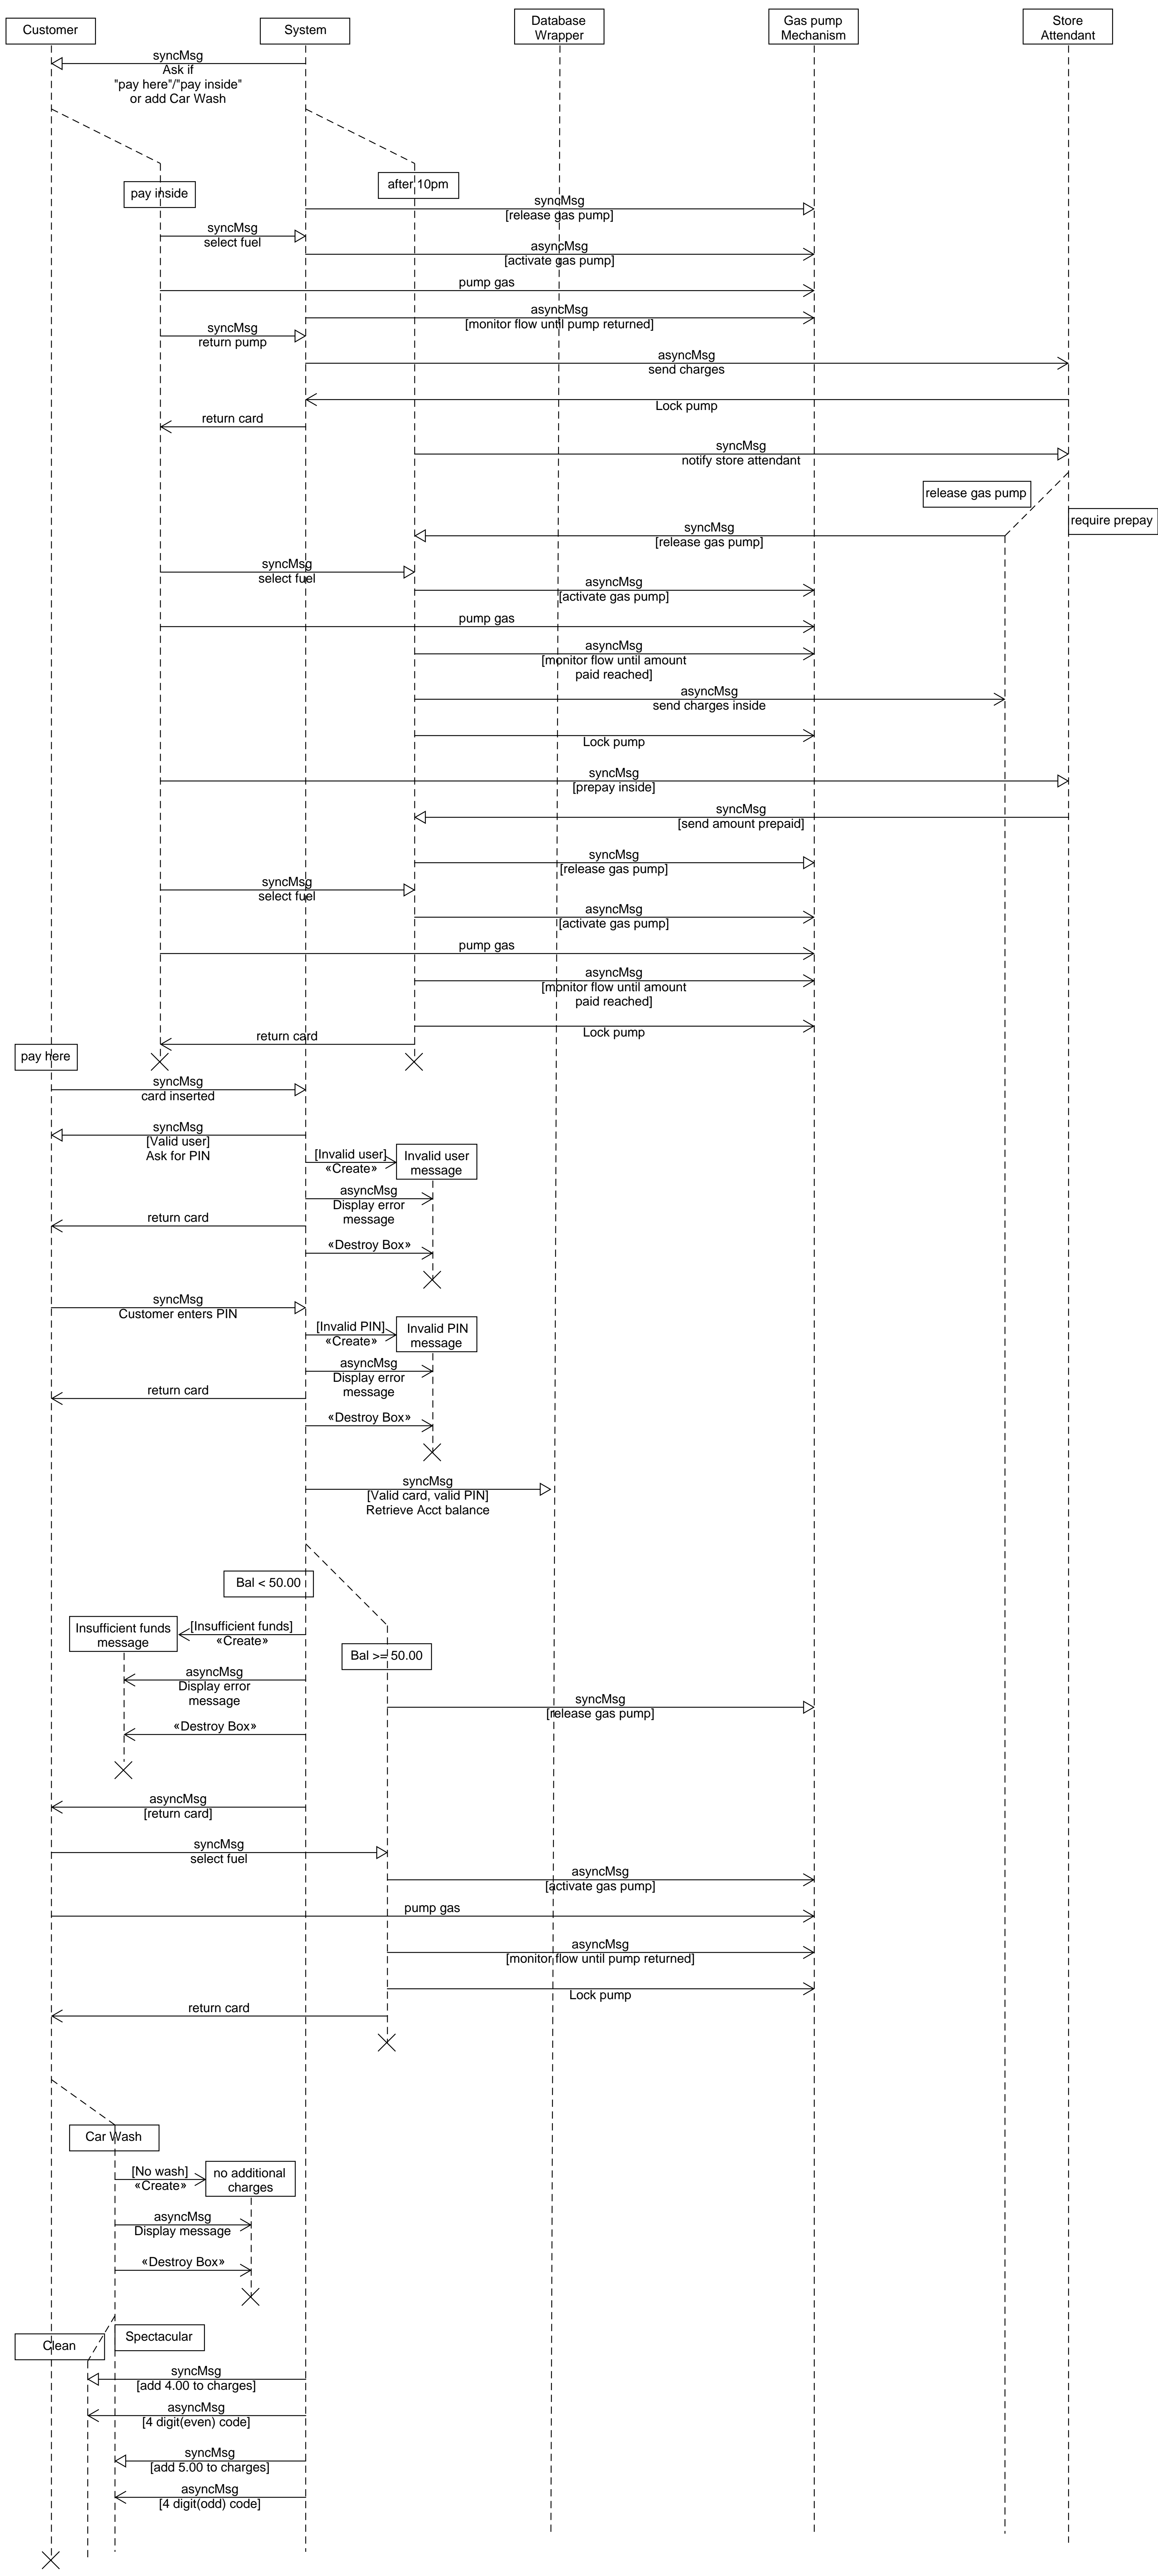 Customer
System
Database
Wrapper
Gas pump
Mechanism
Store
Attendant
syncMsg
Ask if
"pay here"/"pay inside"
or add Car Wash
after 10pm
pay inside
syncMsg
[release gas pump]
syncMsg
select fuel
asyncMsg
[activate gas pump]
pump gas
asyncMsg
[monitor flow until pump returned]
syncMsg
return pump
asyncMsg
send charges
Lock pump
return card
syncMsg
notify store attendant
release gas pump
require prepay
syncMsg
[release gas pump]
syncMsg
select fuel
asyncMsg
[activate gas pump]
pump gas
asyncMsg
[monitor flow until amount
paid reached]
asyncMsg
send charges inside
Lock pump
syncMsg
[prepay inside]
syncMsg
[send amount prepaid]
syncMsg
[release gas pump]
syncMsg
select fuel
asyncMsg
[activate gas pump]
pump gas
asyncMsg
[monitor flow until amount
paid reached]
Lock pump
return card
pay here
syncMsg
card inserted
syncMsg
[Valid user]
Ask for PIN
[Invalid user]
«Create»
Invalid user
message
asyncMsg
Display error
message
return card
«Destroy Box»
syncMsg
Customer enters PIN
[Invalid PIN]
«Create»
Invalid PIN
message
asyncMsg
Display error
message
return card
«Destroy Box»
syncMsg
[Valid card, valid PIN]
Retrieve Acct balance
Bal < 50.00
Insufficient funds
message
[Insufficient funds]
«Create»
Bal >= 50.00
asyncMsg
Display error
message
syncMsg
[release gas pump]
«Destroy Box»
asyncMsg
[return card]
syncMsg
select fuel
asyncMsg
[activate gas pump]
pump gas
asyncMsg
[monitor flow until pump returned]
Lock pump
return card
Car Wash
[No wash]
«Create»
no additional
charges
asyncMsg
Display message
«Destroy Box»
Spectacular
Clean
syncMsg
[add 4.00 to charges]
asyncMsg
[4 digit(even) code]
syncMsg
[add 5.00 to charges]
asyncMsg
[4 digit(odd) code]